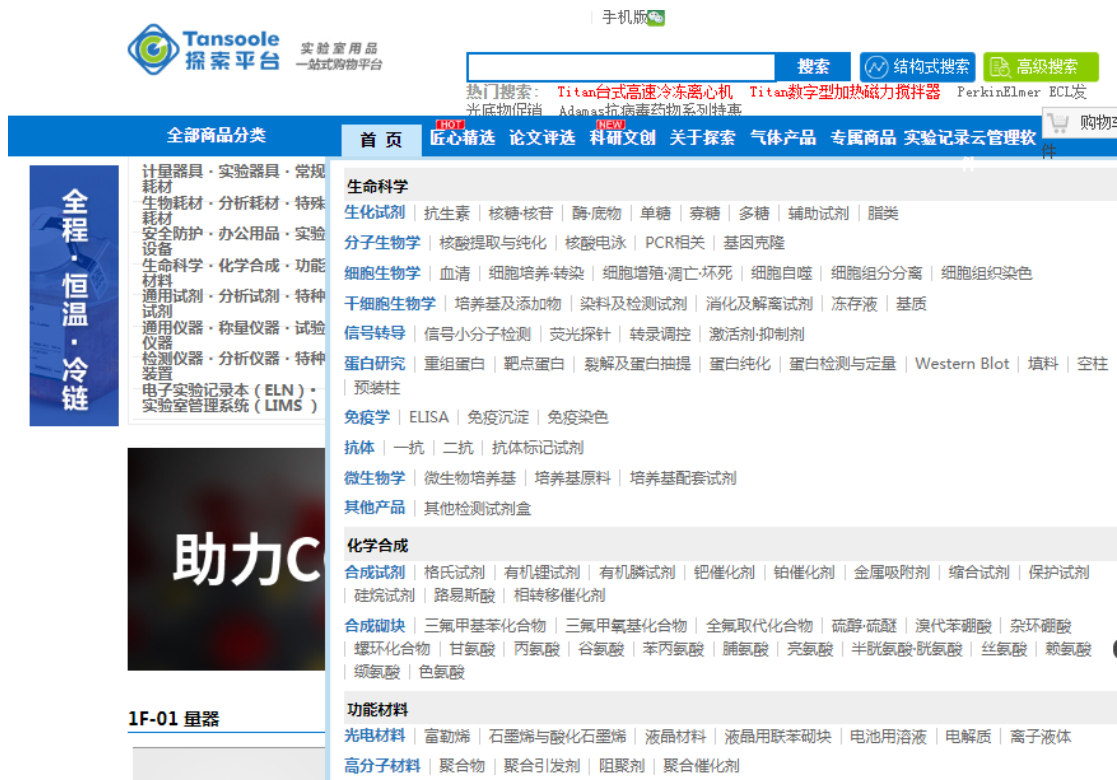 手机版
Tansoole
探索平台
实验室用品
一站式购物平台
搜索
结构式搜索
高级搜索
热门搜索: Titan台式高速冷冻离心机 Titan数字型加热磁力搅拌器 PerkinElmer ECL发
光底物促销 Adamas抗病毒药物系列特惠
购物车
件
全部商品分类
首 页
HOT
匠心精选
论文评选
NEW
科研文创
关于探索
气体产品
专属商品
实验记录云管理软
件
全程·恒温·冷链
计量器具·实验器具·常规
耗材
生物耗材·分析耗材·特殊
耗材
安全防护·办公用品·实验
设备
生命科学·化学合成·功能
材料
通用试剂·分析试剂·特种
试剂
通用仪器·称量仪器·试验
仪器
检测仪器·分析仪器·特种
装置
电子实验记录本(ELN)·
实验室管理系统(LIMS )
生命科学
生化试剂 | 抗生素 | 核糖·核苷 | 酶·底物 | 单糖 | 寡糖 | 多糖 | 辅助试剂 | 脂类
分子生物学 | 核酸提取与纯化 | 核酸电泳 | PCR相关 | 基因克隆
细胞生物学 | 血清 | 细胞培养·转染 | 细胞增殖·凋亡·坏死 | 细胞自噬 | 细胞组分分离 | 细胞组织染色
干细胞生物学 | 培养基及添加物 | 染料及检测试剂 | 消化及解离试剂 | 冻存液 | 基质
信号转导 | 信号小分子检测 | 荧光探针 | 转录调控 | 激活剂·抑制剂
蛋白研究 | 重组蛋白 | 靶点蛋白 | 裂解及蛋白抽提 | 蛋白纯化 | 蛋白检测与定量 | Western Blot | 填料 | 空柱
| 预装柱
免疫学 | ELISA | 免疫沉淀 | 免疫染色
抗体 | 一抗 | 二抗 | 抗体标记试剂
微生物学 | 微生物培养基 | 培养基原料 | 培养基配套试剂
其他产品 | 其他检测试剂盒
化学合成
合成试剂 | 格氏试剂 | 有机锂试剂 | 有机膦试剂 | 钯催化剂 | 铂催化剂 | 金属吸附剂 | 缩合试剂 | 保护试剂
| 硅烷试剂 | 路易斯酸 | 相转移催化剂
合成砌块 | 三氟甲基苯化合物 | 三氟甲氧基化合物 | 全氟取代化合物 | 硫醇·硫醚 | 溴代苯硼酸 | 杂环硼酸
| 螺环化合物 | 甘氨酸 | 丙氨酸 | 谷氨酸 | 苯丙氨酸 | 脯氨酸 | 亮氨酸 | 半胱氨酸·胱氨酸 | 丝氨酸 | 赖氨酸
| 缬氨酸 | 色氨酸
功能材料
光电材料 | 富勒烯 | 石墨烯与酸化石墨烯 | 液晶材料 | 液晶用联苯砌块 | 电池用溶液 | 电解质 | 离子液体
高分子材料 | 聚合物 | 聚合引发剂 | 阻聚剂 | 聚合催化剂
助力C
1F-01 量器